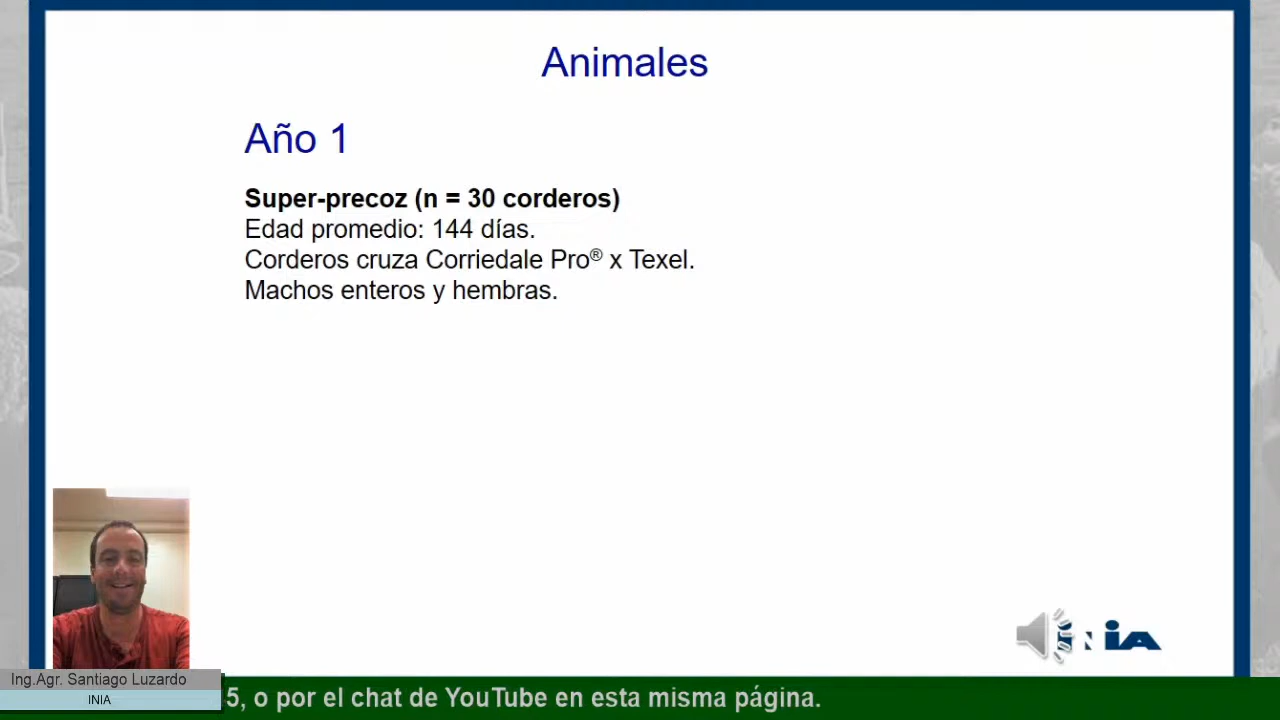 Animales
Año 1
Super-precoz (n = 30 corderos)
Edad promedio: 144 días.
Corderos cruza Corriedale Pro® x Texel.
Machos enteros y hembras.
iNiA
Ing.Agr. Santiago Luzardo
INIA
5, o por el chat de YouTube en esta misma página.